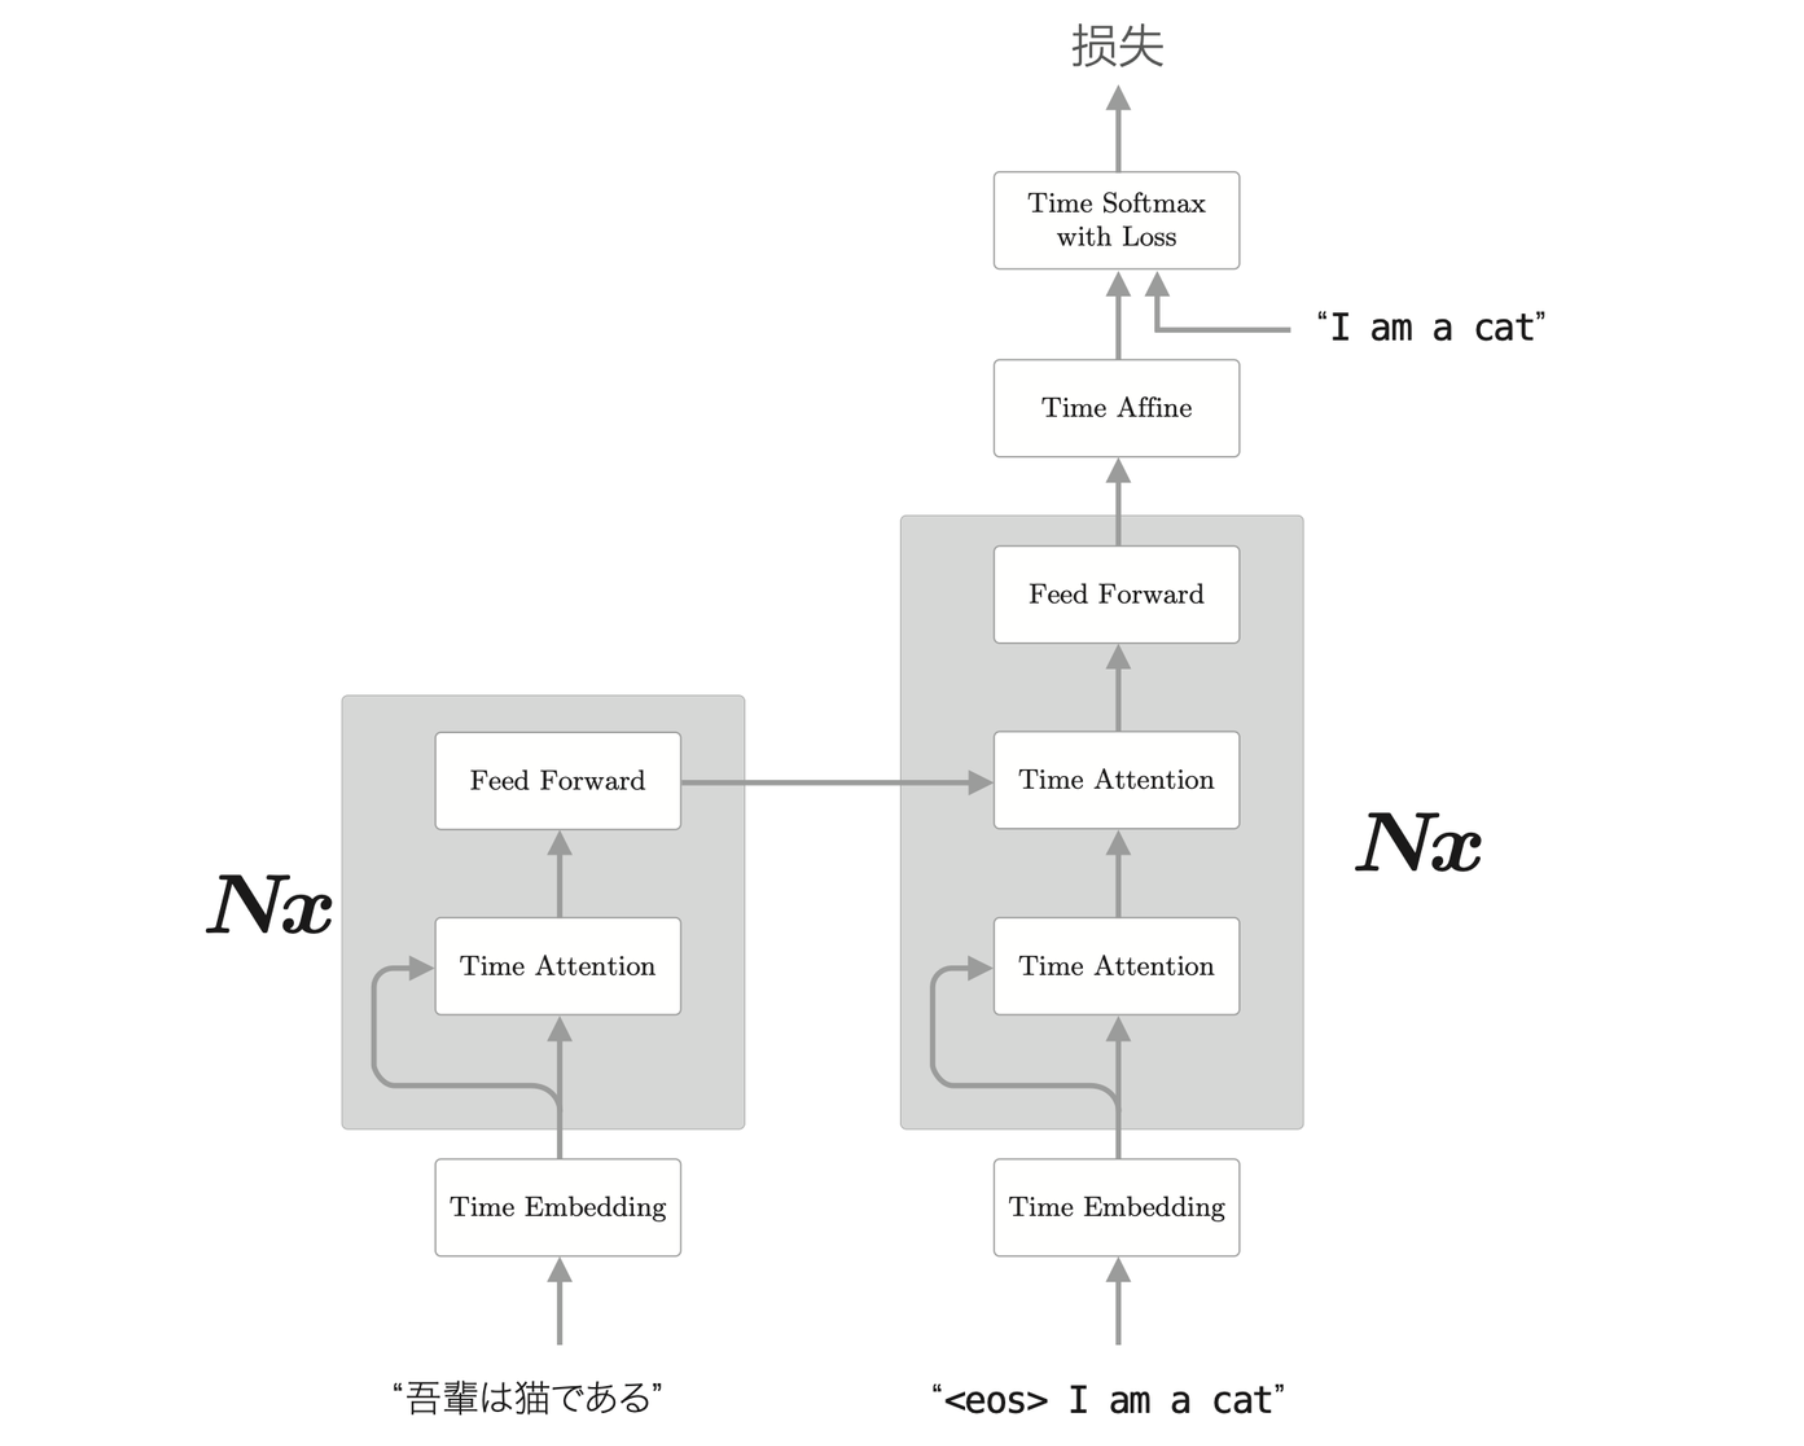 损失
Time Softmax
with Loss
“I am a cat”
Time Affine
Feed Forward
Feed Forward
Time Attention
Nx
Nx
Time Attention
Time Attention
Time Embedding
Time Embedding
“吾輩は猫である”
“<eos> I am a cat”